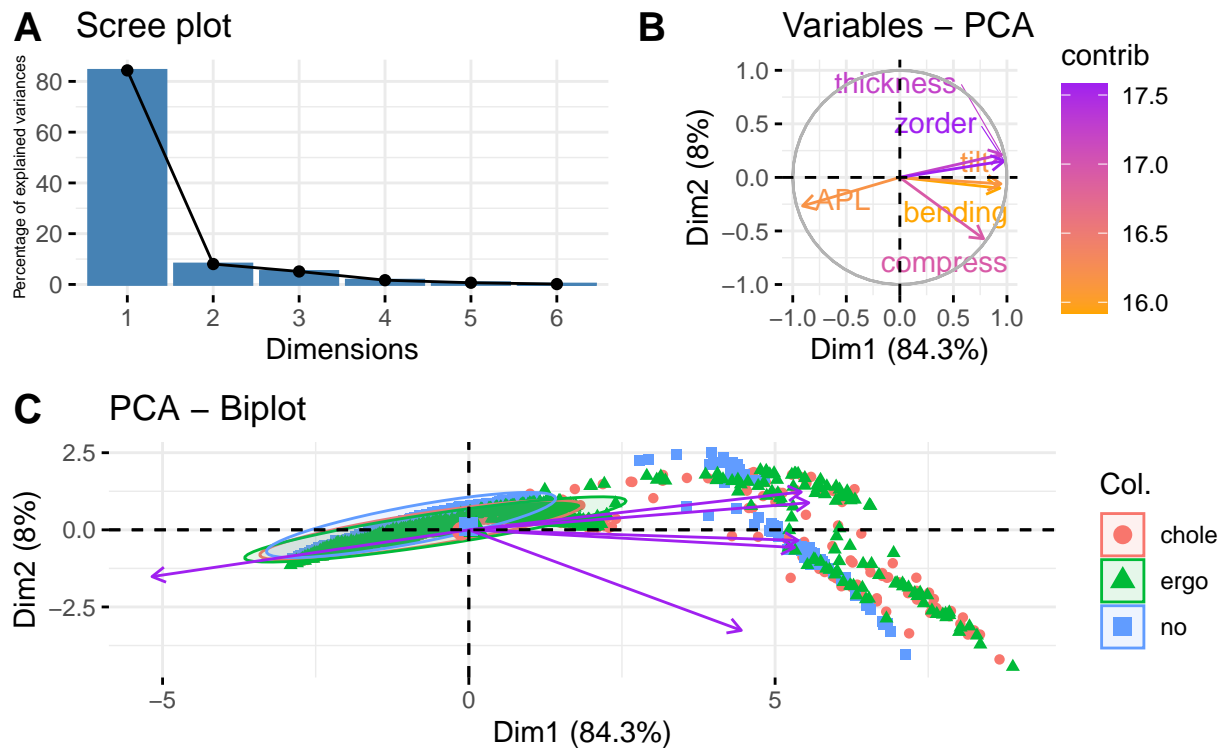 A Scree plot
Percentage of explained variances
80
60
40
20
0
1 2 3 4 5 6
Dimensions
B Variables − PCA
Dim2 (8%)
1.0
0.5
0.0
−0.5
−1.0
thickness
zorder
tilt
APL
bending
compress
−1.0 −0.5 0.0 0.5 1.0
Dim1 (84.3%)
contrib
17.5
17.0
16.5
16.0
C PCA − Biplot
Dim2 (8%)
2.5
0.0
−2.5
−5 0 5
Dim1 (84.3%)
Col.
chole
ergo
no